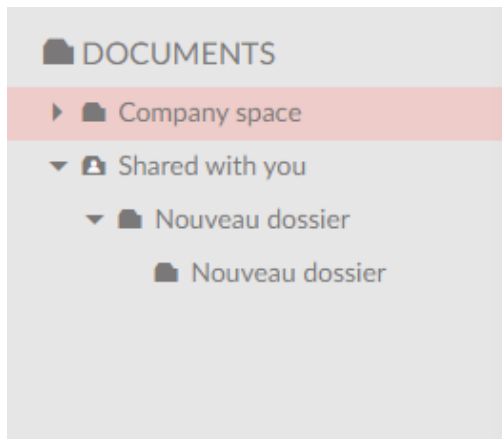 DOCUMENTS
Company space
Shared with you
Nouveau dossier
Nouveau dossier